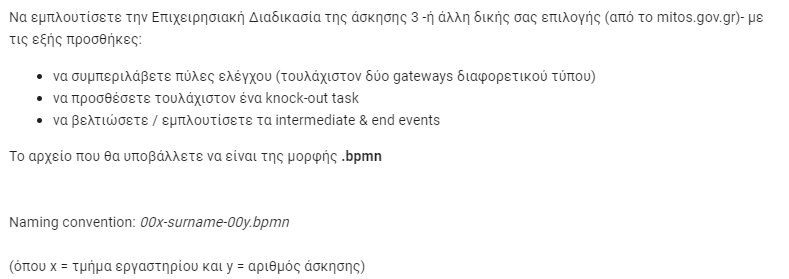 Να εμπλουτίσετε την Επιχειρησιακή Διαδικασία της άσκησης 3 -ή άλλη δικής σας επιλογής (από το mitos.gov.gr)- με
τις εξής προσθήκες:
• να συμπεριλάβετε πύλες ελέγχου (τουλάχιστον δύο gateways διαφορετικού τύπου)
• να προσθέσετε τουλάχιστον ένα knock-out task
• να βελτιώσετε / εμπλουτίσετε τα intermediate & end events
Το αρχείο που θα υποβάλλετε να είναι της μορφής .bpmn
Naming convention: 00x-surname-00y.bpmn
(όπου x = τμήμα εργαστηρίου και y = αριθμός άσκησης)